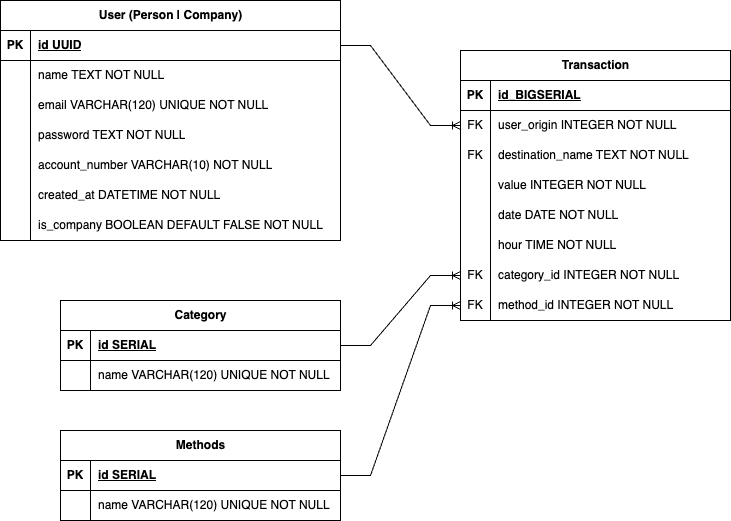 User (Person | Company)
PK id UUID
name TEXT NOT NULL
email VARCHAR(120) UNIQUE NOT NULL
password TEXT NOT NULL
account_number VARCHAR(10) NOT NULL
created_at DATETIME NOT NULL
is_company BOOLEAN DEFAULT FALSE NOT NULL
Transaction
PK id_BIGSERIAL
FK user_origin INTEGER NOT NULL
FK destination_name TEXT NOT NULL
value INTEGER NOT NULL
date DATE NOT NULL
hour TIME NOT NULL
FK category_id INTEGER NOT NULL
FK method_id INTEGER NOT NULL
Category
PK id SERIAL
name VARCHAR(120) UNIQUE NOT NULL
Methods
PK id SERIAL
name VARCHAR(120) UNIQUE NOT NULL